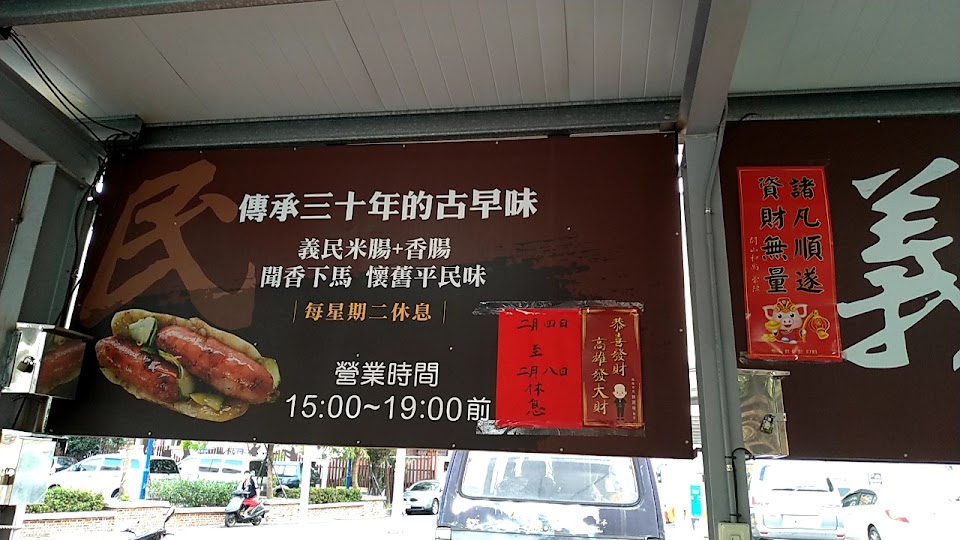 民
傳承三十年的古早味
義民米腸+香腸
聞香下馬 懷舊平民味
每星期二休息
營業時間
15:00~19:00前
二月四日
至
二月八日
休息
恭喜發財
高雄發大財
諸凡順遂
資財無量
義